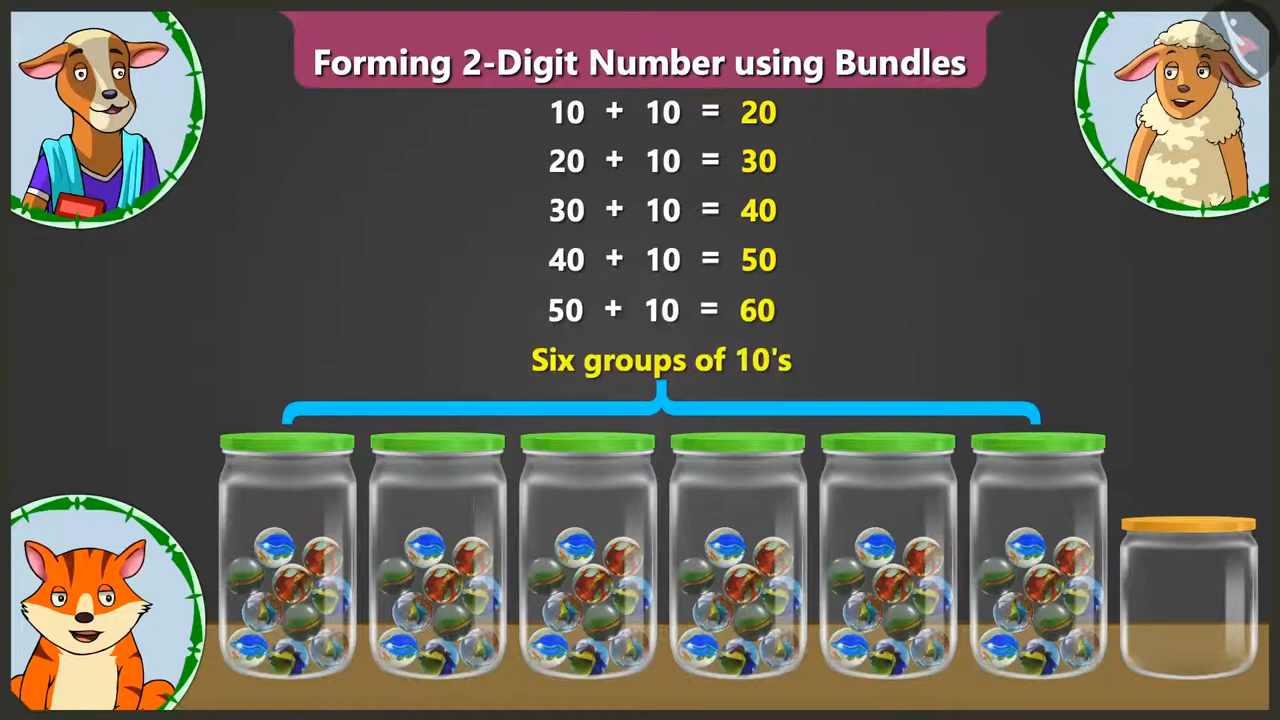 Forming 2-Digit Number using Bundles
10 + 10 = 20
20 + 10 = 30
30 + 10 = 40
40 + 10 = 50
50 + 10 = 60
Six groups of 10's